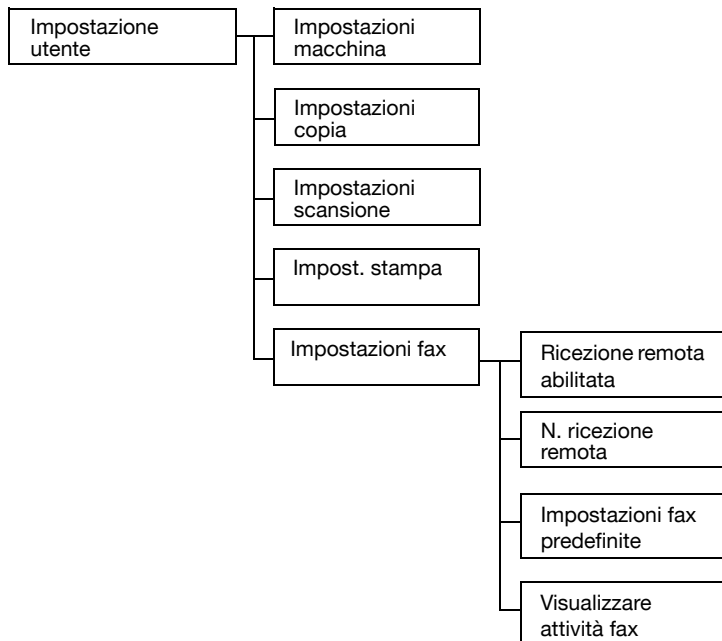 Impostazione
utente
Impostazioni
macchina
Impostazioni
copia
Impostazioni
scansione
Impost. stampa
Impostazioni fax
Ricezione remota
abilitata
N. ricezione
remota
Impostazioni fax
predefinite
Visualizzare
attività fax